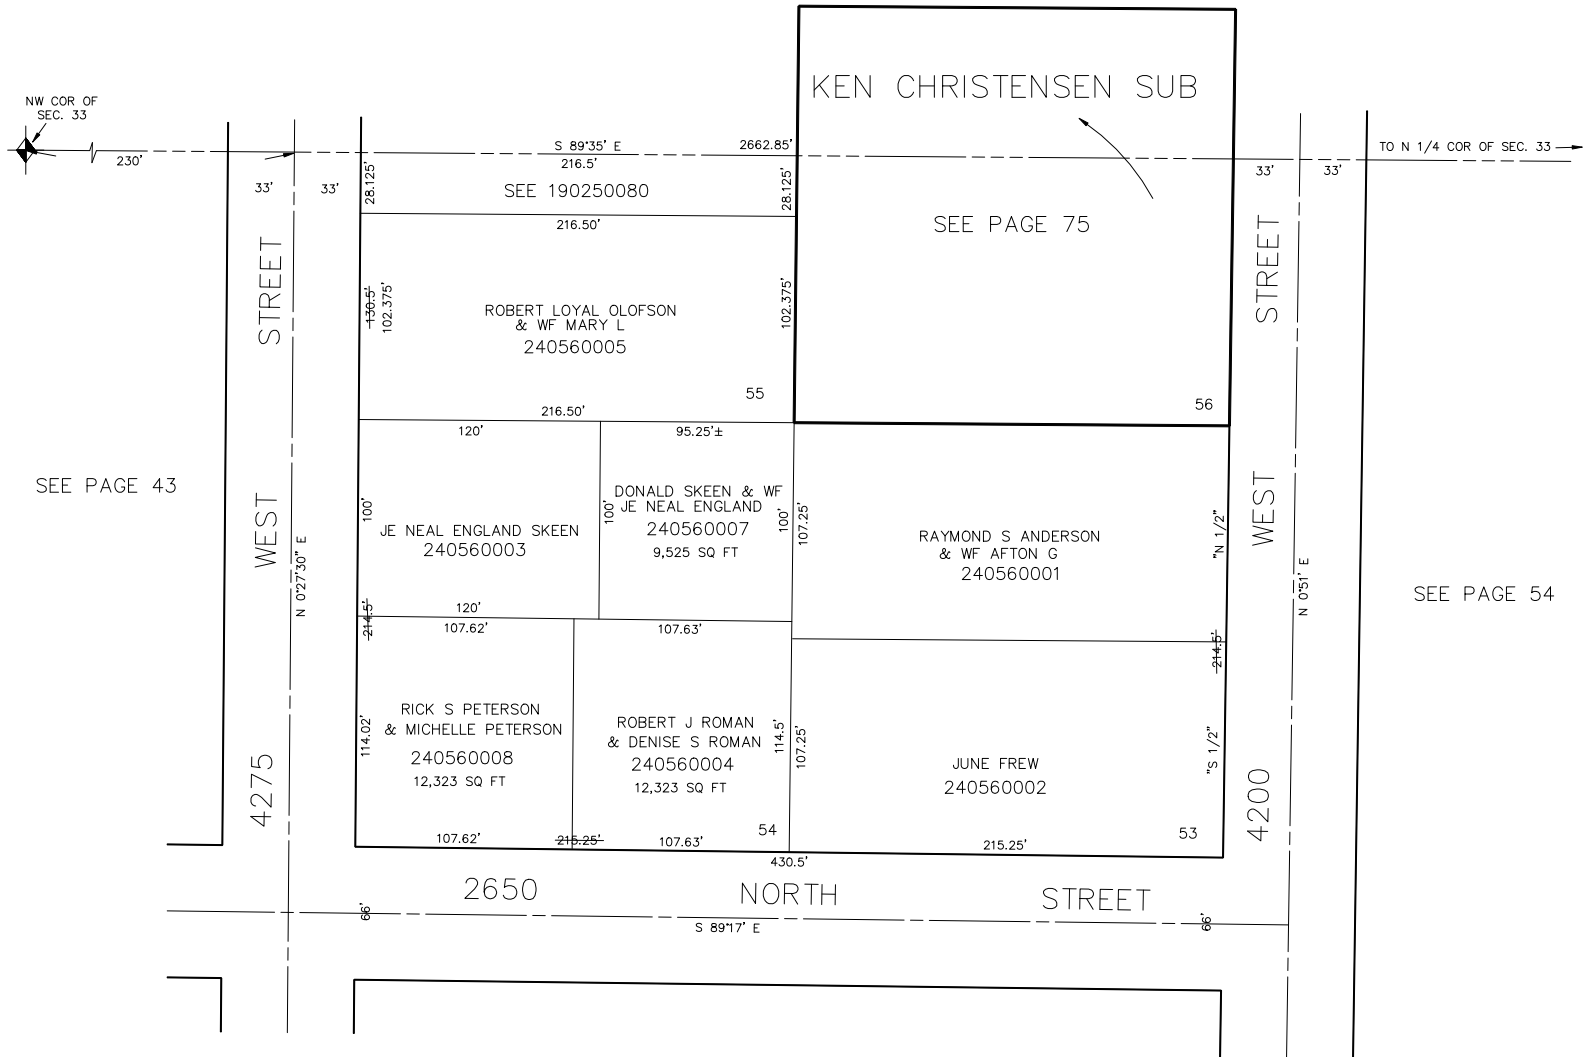 KEN CHRISTENSEN SUB
NW COR OF
SEC. 33
230'
S 89°35' E
2662.85'
216.5'
TO N 1/4 COR OF SEC. 33
33'
33'
33'
33'
28.125'
SEE 190250080
28.125'
216.50'
SEE PAGE 75
STREET
STREET
130.5'
102.375'
ROBERT LOYAL OLOFSON
& WF MARY L
240560005
102.375'
55
56
216.50'
120'
95.25'±
SEE PAGE 43
WEST
WEST
100'
JE NEAL ENGLAND SKEEN
240560003
100'
DONALD SKEEN & WF
JE NEAL ENGLAND
240560007
9,525 SQ FT
100'
107.25'
RAYMOND S ANDERSON
& WF AFTON G
240560001
"N 1/2"
N 0°27'30" E
N 0°51' E
SEE PAGE 54
120'
214.5'
107.62'
107.63'
214.5'
RICK S PETERSON
& MICHELLE PETERSON
240560008
12,323 SQ FT
114.02'
ROBERT J ROMAN
& DENISE S ROMAN
240560004
12,323 SQ FT
114.5'
107.25'
JUNE FREW
240560002
"S 1/2"
4275
4200
54
53
107.62'
215.25'
107.63'
215.25'
430.5'
2650 NORTH STREET
66'
66'
S 89°17' E